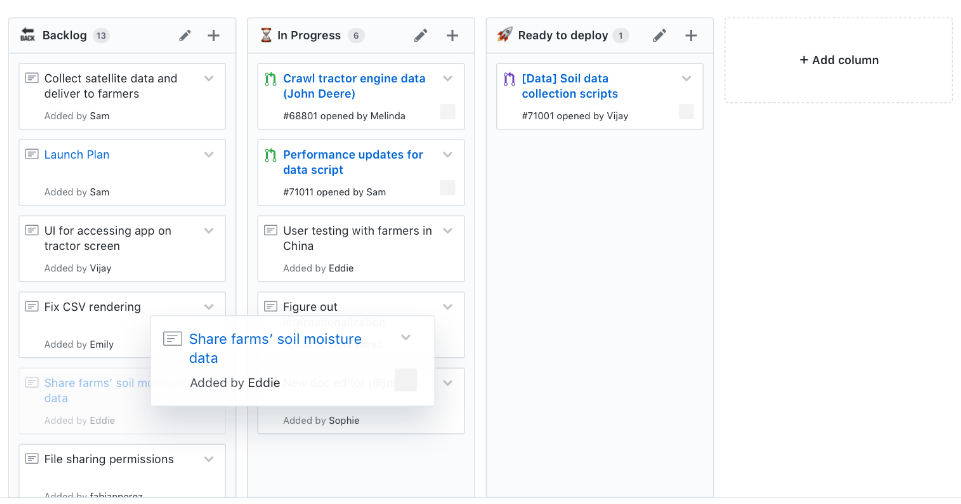 BACK
Backlog 13
Collect satellite data and
deliver to farmers
Added by Sam
Launch Plan
Added by Sam
UI for accessing app on
tractor screen
Added by Vijay
Fix CSV rendering
Added by Emily
Share farms’ soil
data
Added by Eddie
File sharing permissions
Added by fabianperez
In Progress 6
Crawl tractor engine data
(John Deere)
#68801 opened by Melinda
Performance updates for
data script
#71011 opened by Sam
User testing with farmers in
China
Added by Eddie
Figure out
internationalization
Share farms’ soil moisture
data
Added by Eddie
New doc editor
Added by Sophie
Ready to deploy 1
[Data] Soil data
collection scripts
#71001 opened by Vijay
+ Add column